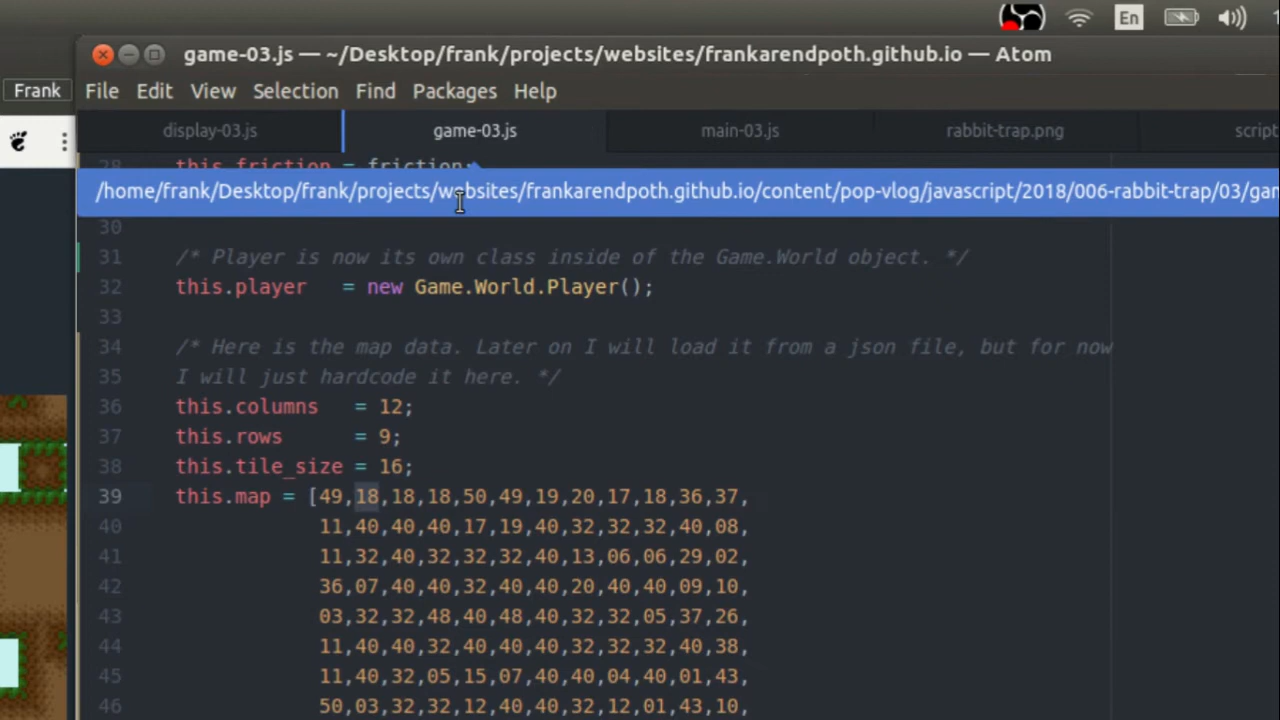 En
game-03.js — ~/Desktop/frank/projects/websites/frankarendpoth.github.io — Atom
Frank
File Edit View Selection Find Packages Help
display-03.js game-03.js main-03.js rabbit-trap.png script
28 this.friction = friction;
/home/frank/Desktop/frank/projects/websites/frankarendpoth.github.io/content/pop-vlog/javascript/2018/006-rabbit-trap/03/gam
30
31 /* Player is now its own class inside of the Game.World object. */
32 this.player = new Game.World.Player();
33
34 /* Here is the map data. Later on I will load it from a json file, but for now
35 I will just hardcode it here. */
36 this.columns = 12;
37 this.rows = 9;
38 this.tile_size = 16;
39 this.map = [49,18,18,18,50,49,19,20,17,18,36,37,
40 11,40,40,40,17,19,40,32,32,32,40,08,
41 11,32,40,32,32,32,40,13,06,06,29,02,
42 36,07,40,40,32,40,40,20,40,40,09,10,
43 03,32,32,48,40,48,40,32,32,05,37,26,
44 11,40,40,32,40,40,40,32,32,32,40,38,
45 11,40,32,05,15,07,40,40,04,40,01,43,
46 50,03,32,32,12,40,40,32,12,01,43,10,